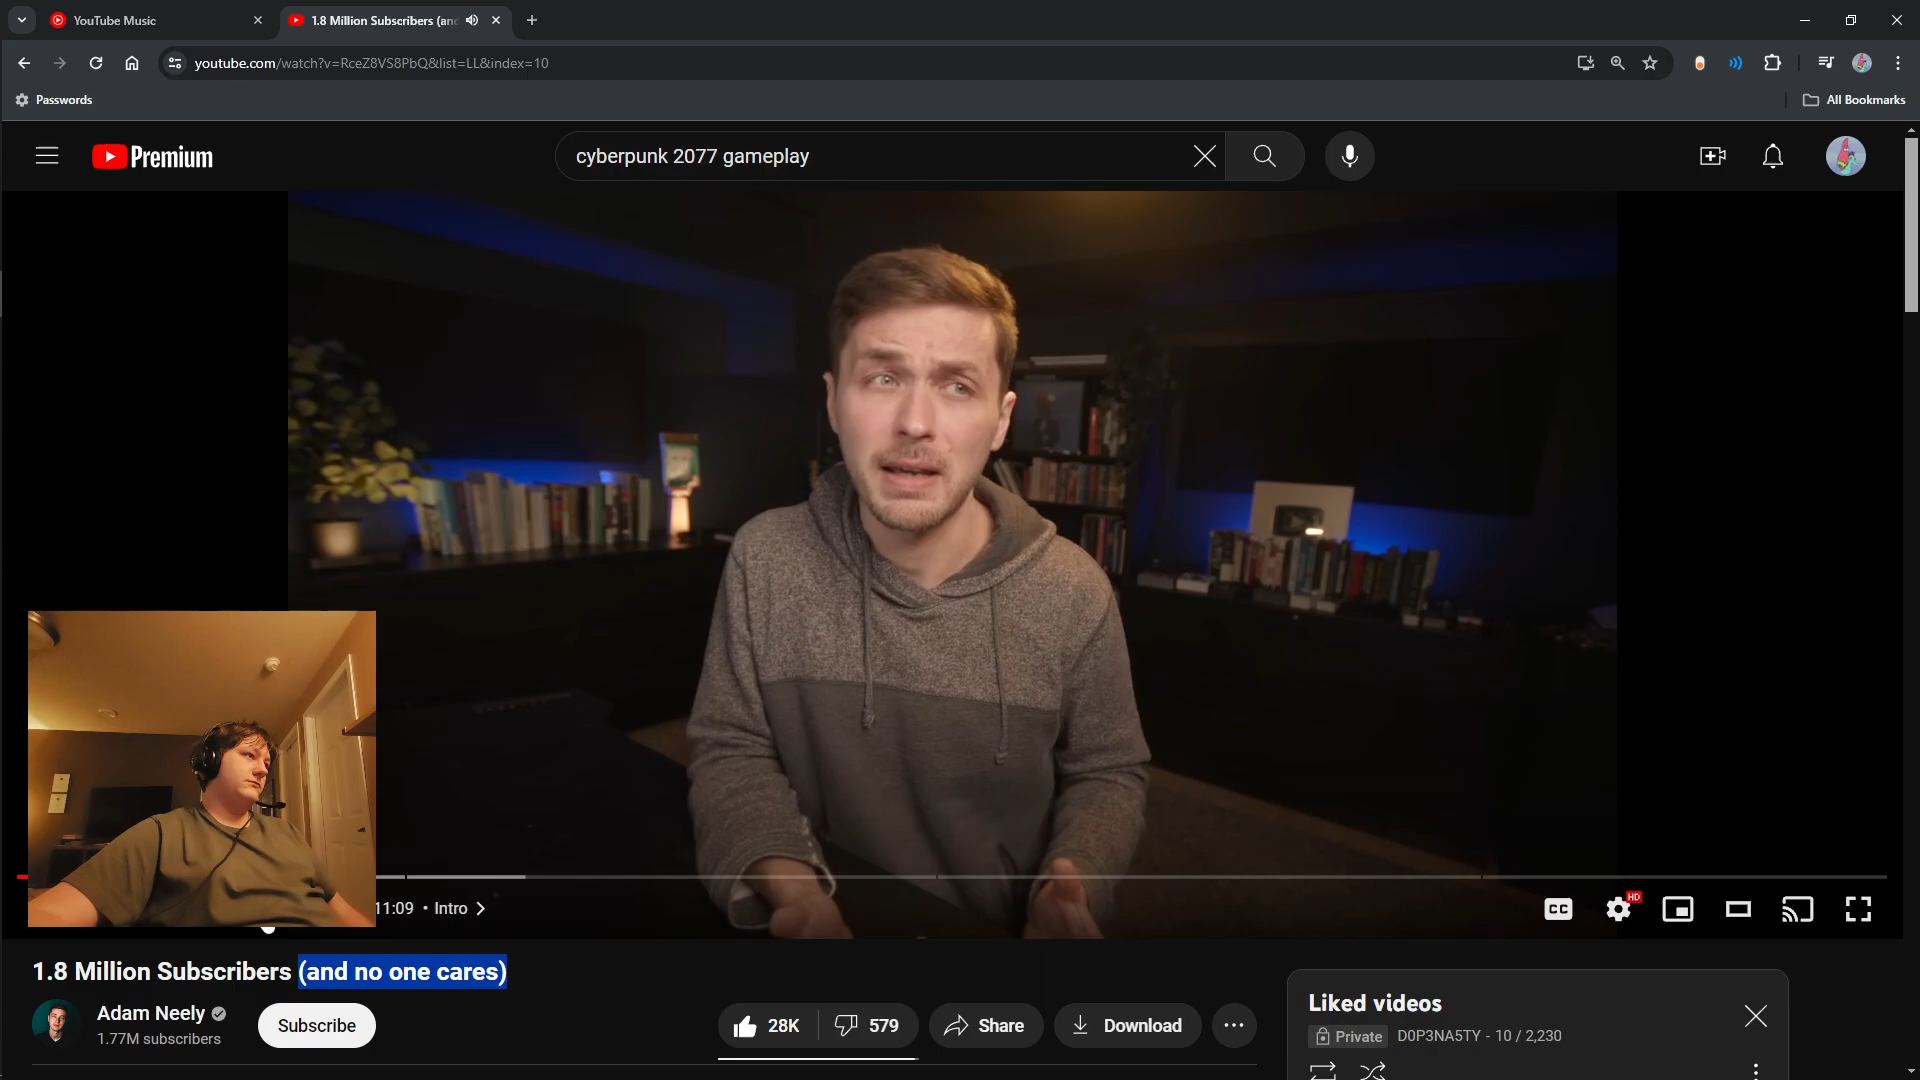 YouTube Music
1.8 Million Subscribers (and
youtube.com/watch?v=RceZ8VS8PbQ&list=LL&index=10
Passwords
All Bookmarks
Premium
cyberpunk 2077 gameplay
11:09 • Intro
CC
HD
1.8 Million Subscribers (and no one cares)
Adam Neely
1.77M subscribers
Subscribe
28K
579
Share
Download
Liked videos
Private
D0P3NA5TY - 10 / 2,230